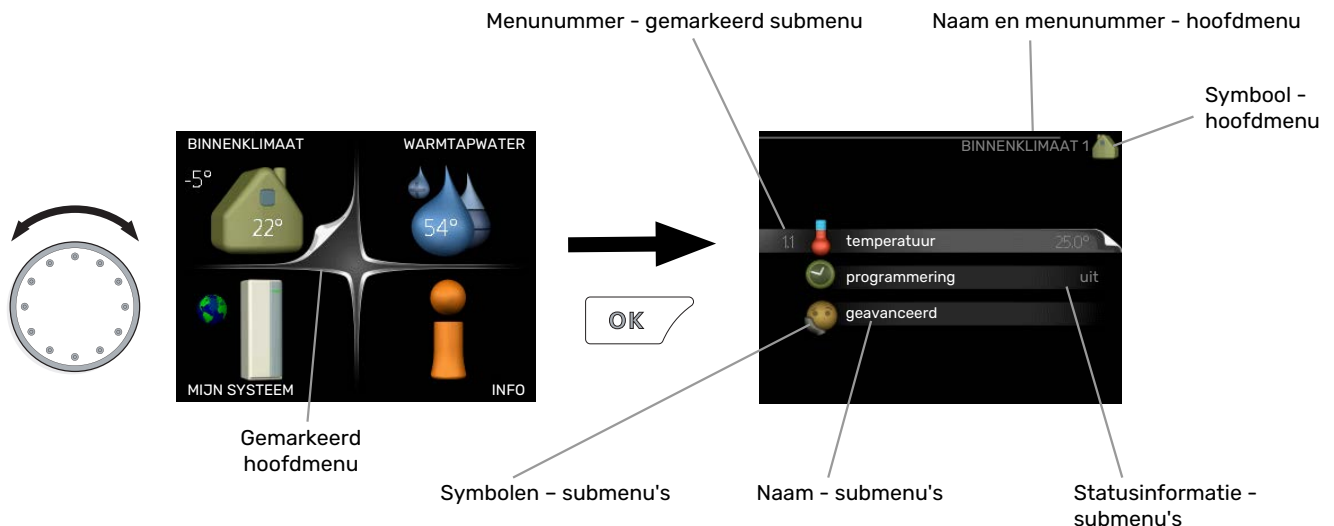 Menunummer - gemarkeerd submenu
Naam en menunummer - hoofdmenu
Symbool -
hoofdmenu
BINNENKLIMAAT
WARMTAPWATER
-5°
22°
54°
MIJN SYSTEEM
INFO
OK
BINNENKLIMAAT 1
1.1
temperatuur
25.0°
programmering
uit
geavanceerd
Gemarkeerd
hoofdmenu
Symbolen – submenu's
Naam - submenu's
Statusinformatie -
submenu's